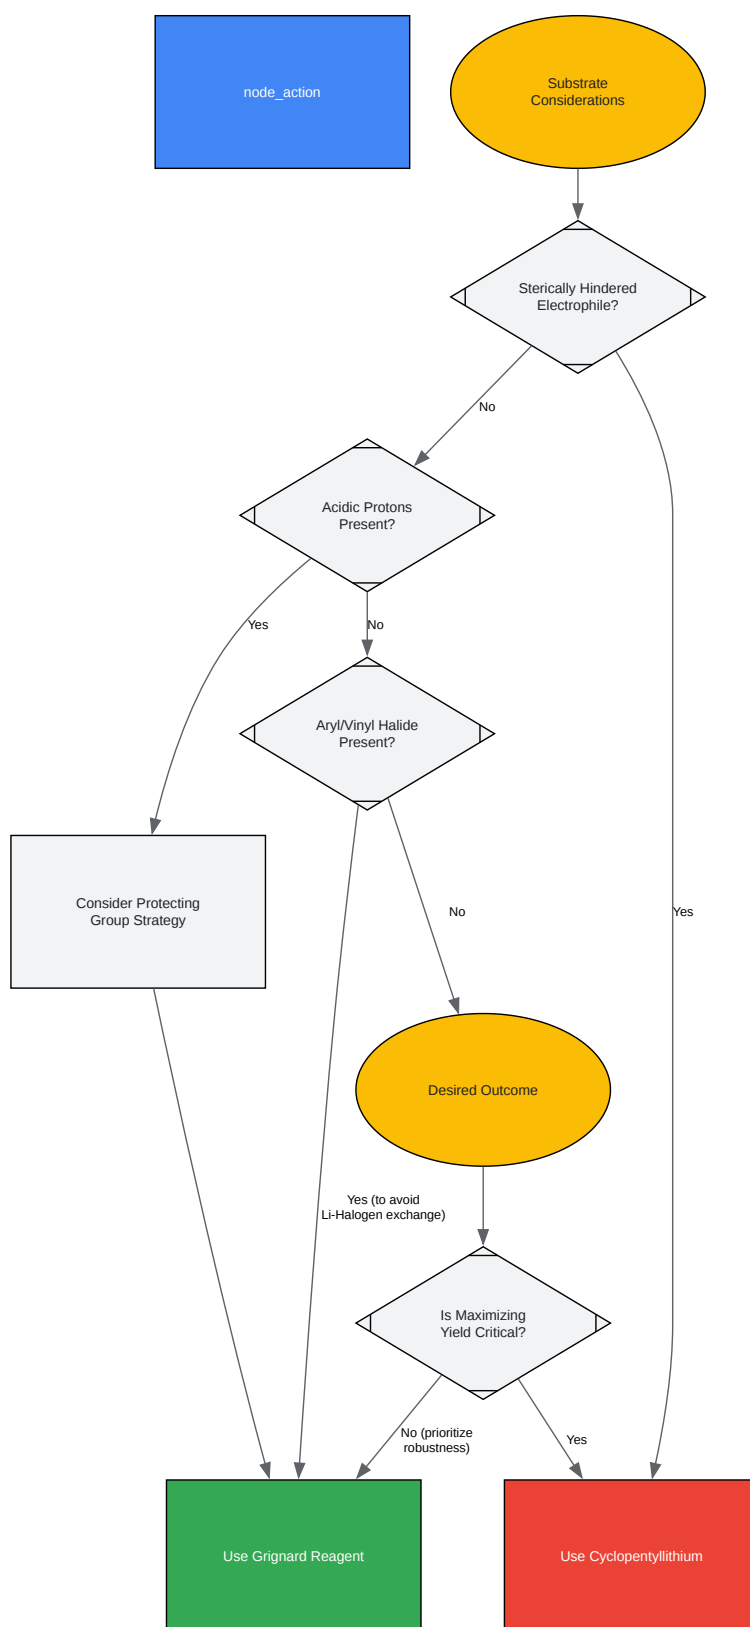 node_action
Substrate
Considerations
Sterically Hindered
Electrophile?
No
Acidic Protons
Present?
Yes
No
Aryl/Vinyl Halide
Present?
Consider Protecting
Group Strategy
No
Yes
Desired Outcome
Yes (to avoid
Li-Halogen exchange)
Is Maximizing
Yield Critical?
No (prioritize
robustness)
Yes
Use Grignard Reagent
Use Cyclopentyllithium